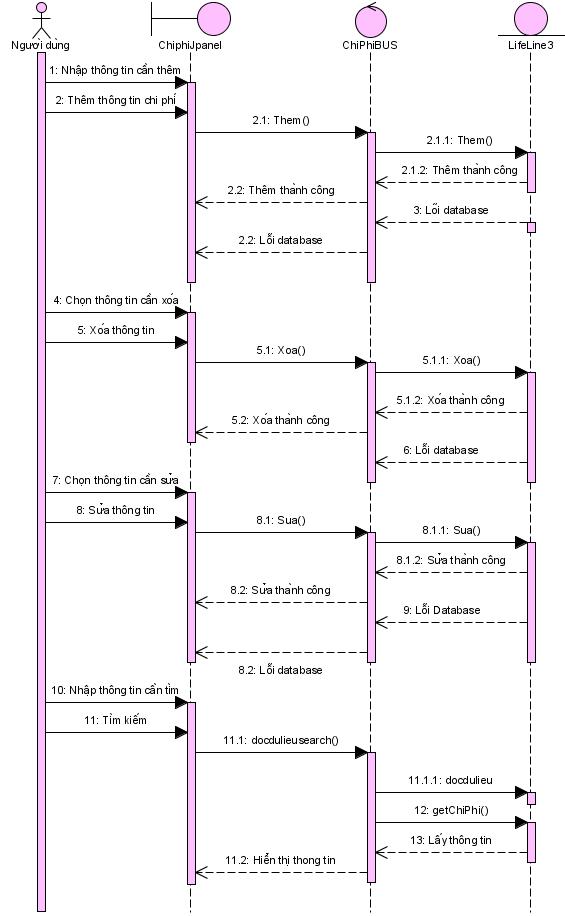 Người dùng
ChiphiJpanel
ChiPhiBUS
LifeLine3
1: Nhập thông tin cần thêm
2: Thêm thông tin chi phí
2.1: Them()
2.1.1: Them()
2.1.2: Thêm thành công
2.2: Thêm thành công
3: Lỗi database
2.2: Lỗi database
4: Chọn thông tin cần xóa
5: Xóa thông tin
5.1: Xoa()
5.1.1: Xoa()
5.1.2: Xóa thành công
5.2: Xóa thành công
6: Lỗi database
7: Chọn thông tin cần sửa
8: Sửa thông tin
8.1: Sua()
8.1.1: Sua()
8.1.2: Sửa thành công
8.2: Sửa thành công
9: Lỗi Database
8.2: Lỗi database
10: Nhập thông tin cần tìm
11: Tìm kiếm
11.1: docdulieusearch()
11.1.1: docdulieu
12: getChiPhi()
13: Lấy thông tin
11.2: Hiển thị thong tin